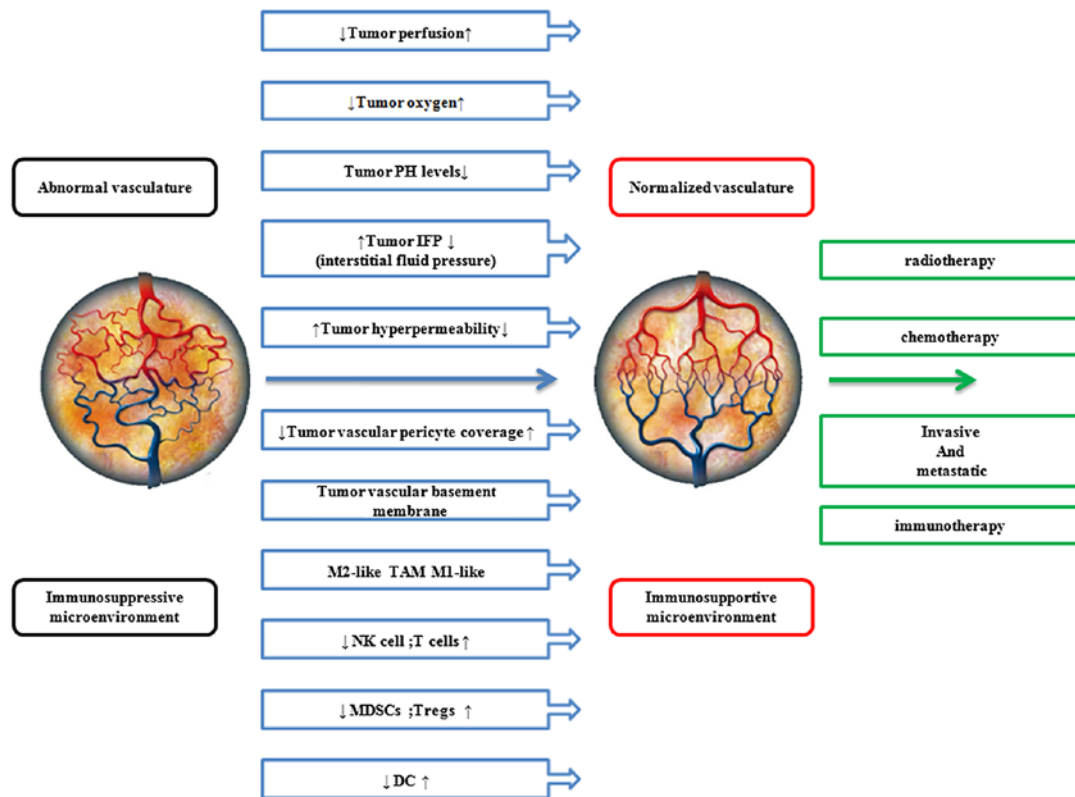 ↓Tumor perfusion↑
↓Tumor oxygen↑
Tumor PH levels↓
↑Tumor IFP ↓
(interstitial fluid pressure)
↑Tumor hyperpermeability↓
↓Tumor vascular pericyte coverage ↑
Tumor vascular basement
membrane
M2-like TAM M1-like
↓NK cell ;T cells ↑
↓MDSCs ;Tregs ↑
↓DC ↑
Abnormal vasculature
Immunosuppressive
microenvironment
Normalized vasculature
Immunosupportive
microenvironment
radiotherapy
chemotherapy
Invasive
And
metastatic
immunotherapy